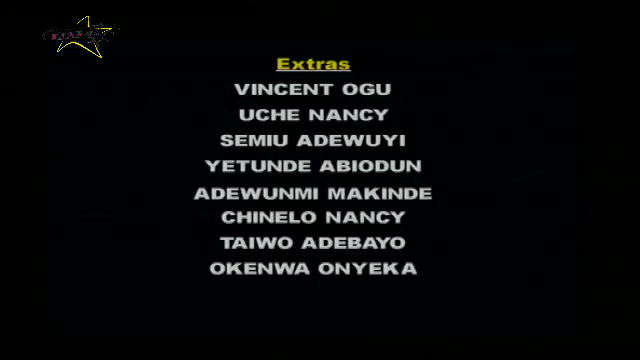 Extras
VINCENT OGU
UCHE NANCY
SEMIU ADEWUYI
YETUNDE ABIODUN
ADEWUNMI MAKINDE
CHINELO NANCY
TAIWO ADEBAYO
OKENWA ONYEKA